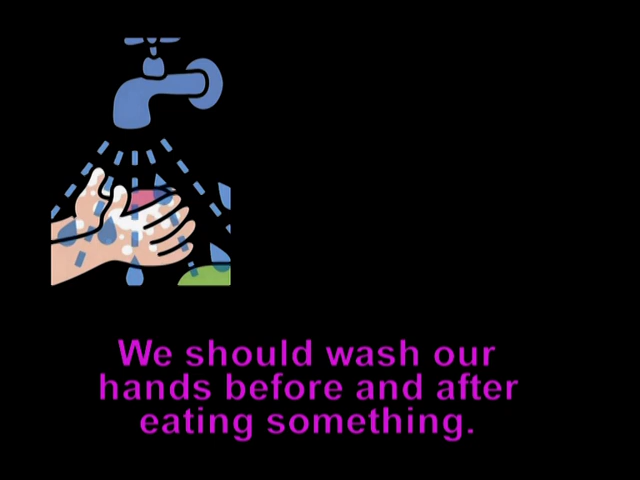 We should wash our
hands before and after
eating something.